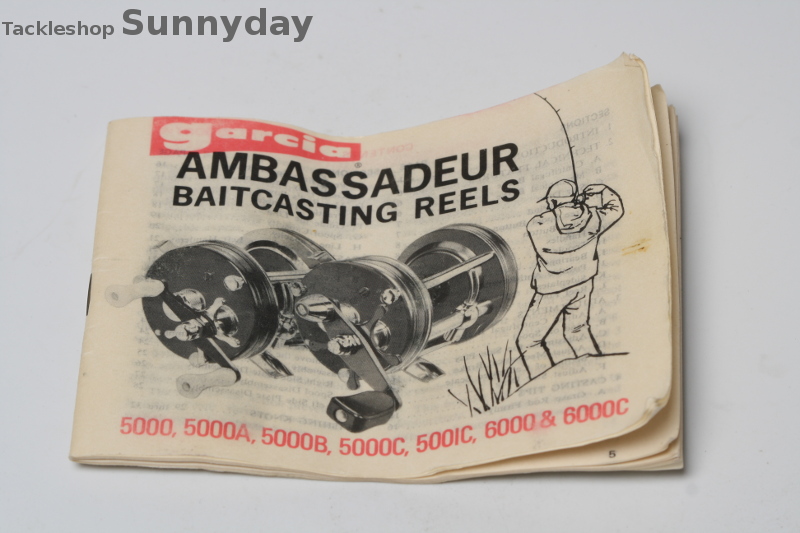 Tackleshop Sunnyday
garcia
AMBASSADEUR
BAITCASTING REELS
5000, 5000A, 5000B, 5000C, 5001C, 6000 & 6000C
5